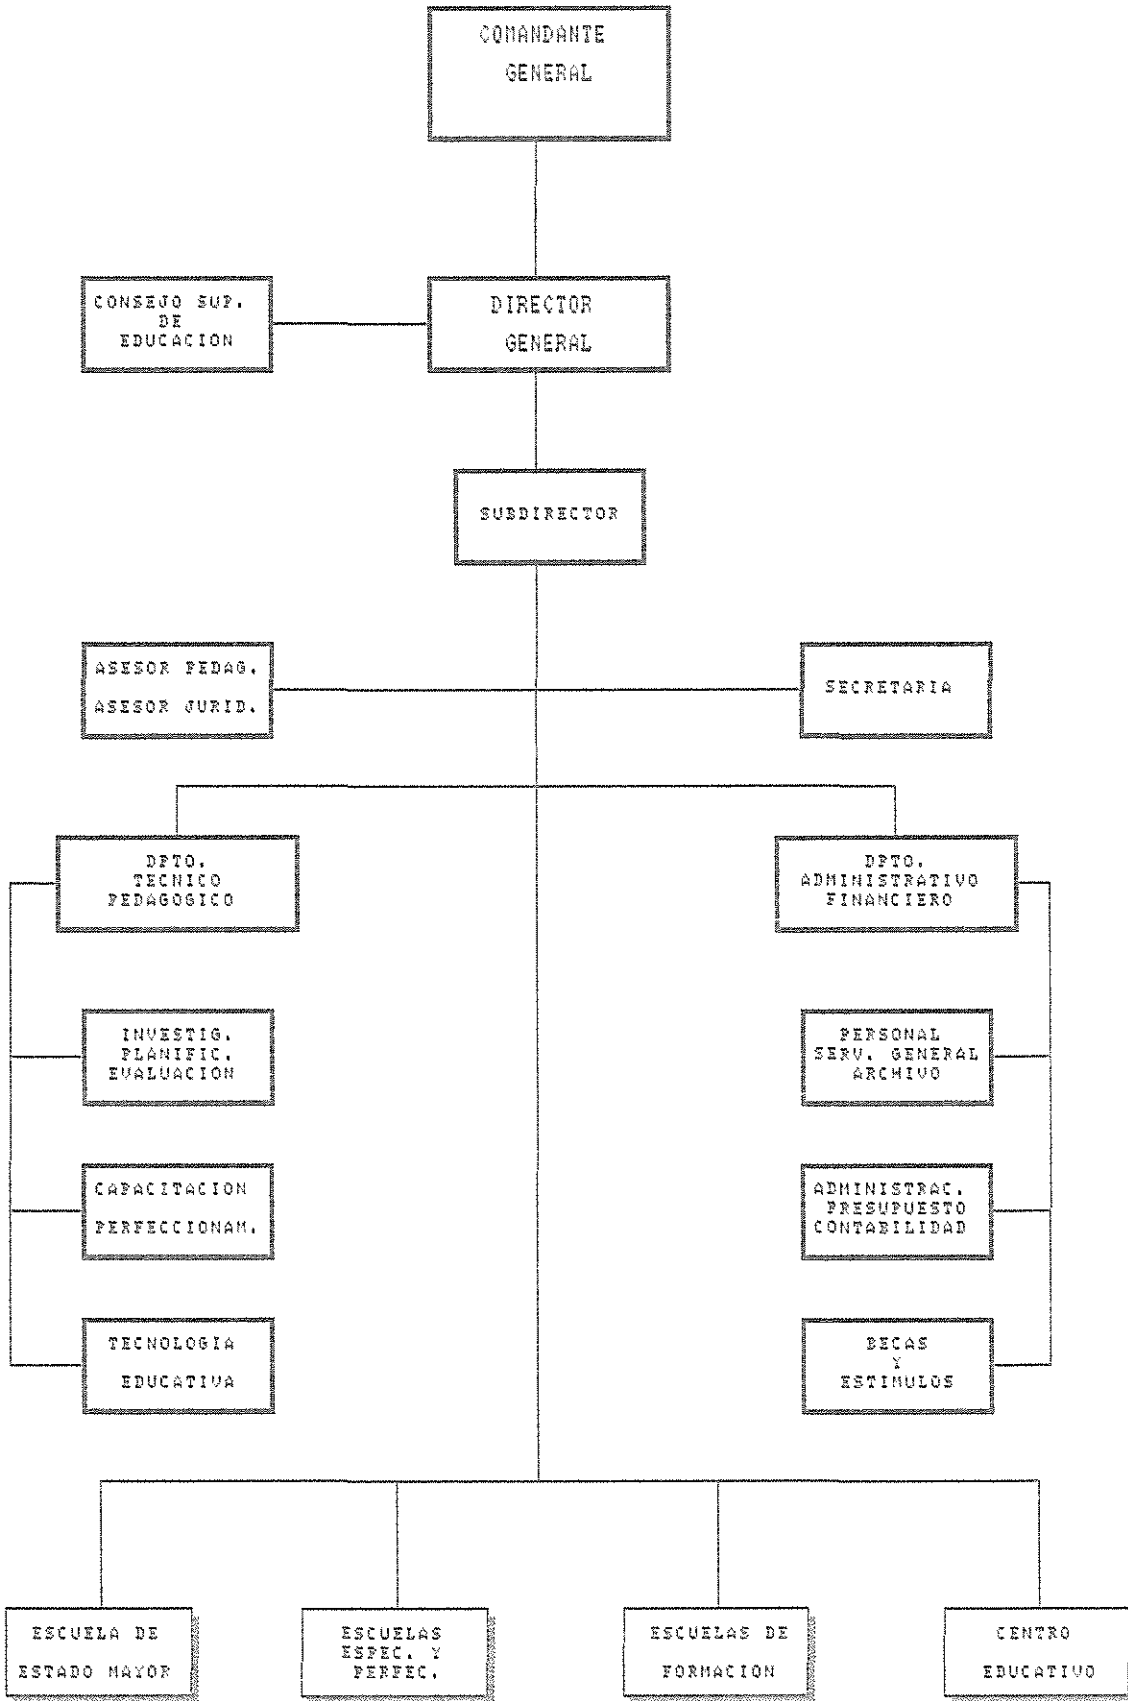 COMANDANTE
GENERAL
CONSEJO SUP.
DE
EDUCACION
DIRECTOR
GENERAL
SUBDIRECTOR
ASESOR PEDAG.
ASESOR JURID.
SECRETARIA
DPTO.
TECNICO
PEDAGOGICO
DPTO.
ADMINISTRATIVO
FINANCIERO
INVESTIG.
PLANIFIC.
EVALUACION
PERSONAL
SERV. GENERAL
ARCHIVO
CAPACITACION
PERFECCIONAM.
ADMINISTRAC.
PRESUPUESTO
CONTABILIDAD
TECNOLOGIA
EDUCATIVA
BECAS
Y
ESTIMULOS
ESCUELA DE
ESTADO MAYOR
ESCUELAS
ESPEC. Y
PERFEC.
ESCUELAS DE
FORMACION
CENTRO
EDUCATIVO